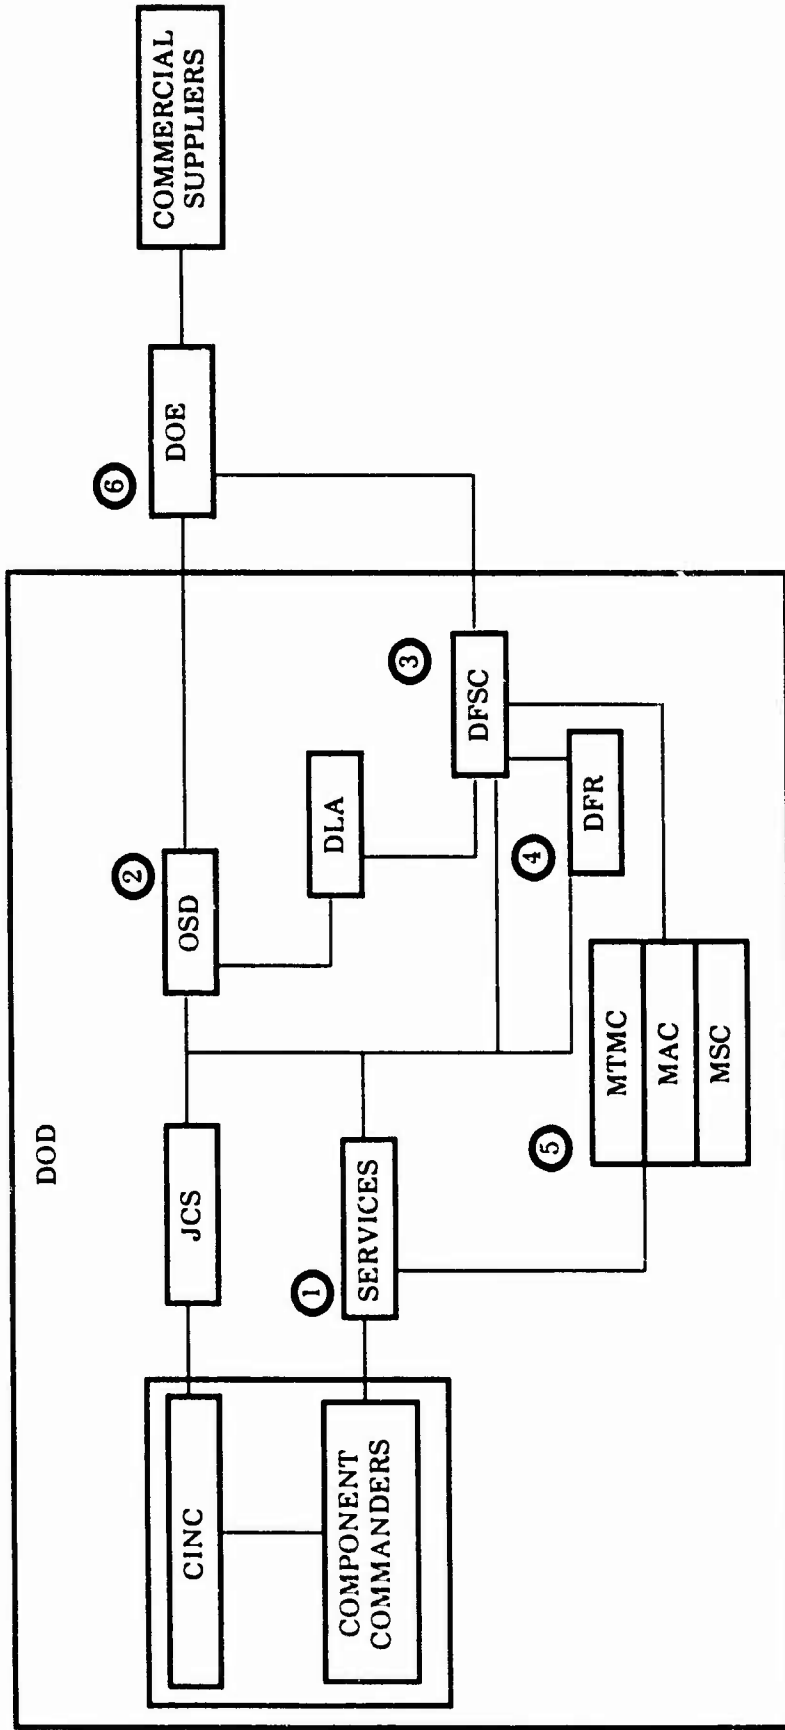 DOD
CINC
JCS
2
OSD
6
DOE
COMMERCIAL
SUPPLIERS
COMPONENT
COMMANDERS
1
SERVICES
DLA
3
DFSC
4
DFR
5
MTMC
MAC
MSC